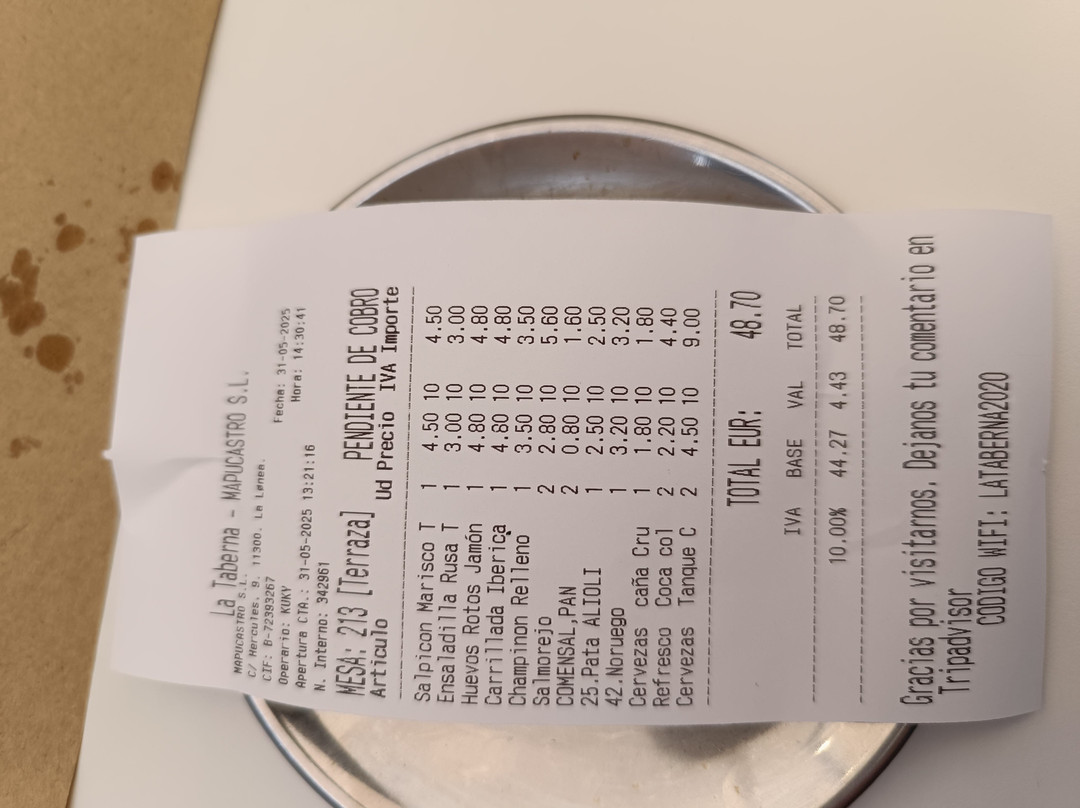 La Taberna - MAPUCASTRO S.L.
MAPUCASTRO S.L.
C/ Hercules, 9. 11300. La Lønea.
CIF: B-72393267 Fecha: 31-05-2025
Operario: KUKY Hora: 14:30:41
Apertura CTA.: 31-05-2025 13:21:16
N. Interno: 342961
MESA: 213 [Terraza] PENDIENTE DE COBRO
Artículo Ud Precio IVA Importe
Salpicon Marisco T 1 4.50 10 4.50
Ensaladilla Rusa T 1 3.00 10 3.00
Huevos Rotos Jamón 1 4.80 10 4.80
Carrillada Iberica 1 4.80 10 4.80
Champinon Relleno 1 3.50 10 3.50
Salmorejo 2 2.80 10 5.60
COMENSAL,PAN 2 0.80 10 1.60
25.Pata ALIOLI 1 2.50 10 2.50
42.Noruego 1 3.20 10 3.20
Cervezas caña Cru 1 1.80 10 1.80
Refresco Coca col 2 2.20 10 4.40
Cervezas Tanque C 2 4.50 10 9.00
TOTAL EUR: 48.70
IVA BASE VAL TOTAL
10.00% 44.27 4.43 48.70
Gracias por visitarnos. Dejanos tu comentario en
Tripadvisor
CODIGO WIFI: LATABERNA2020